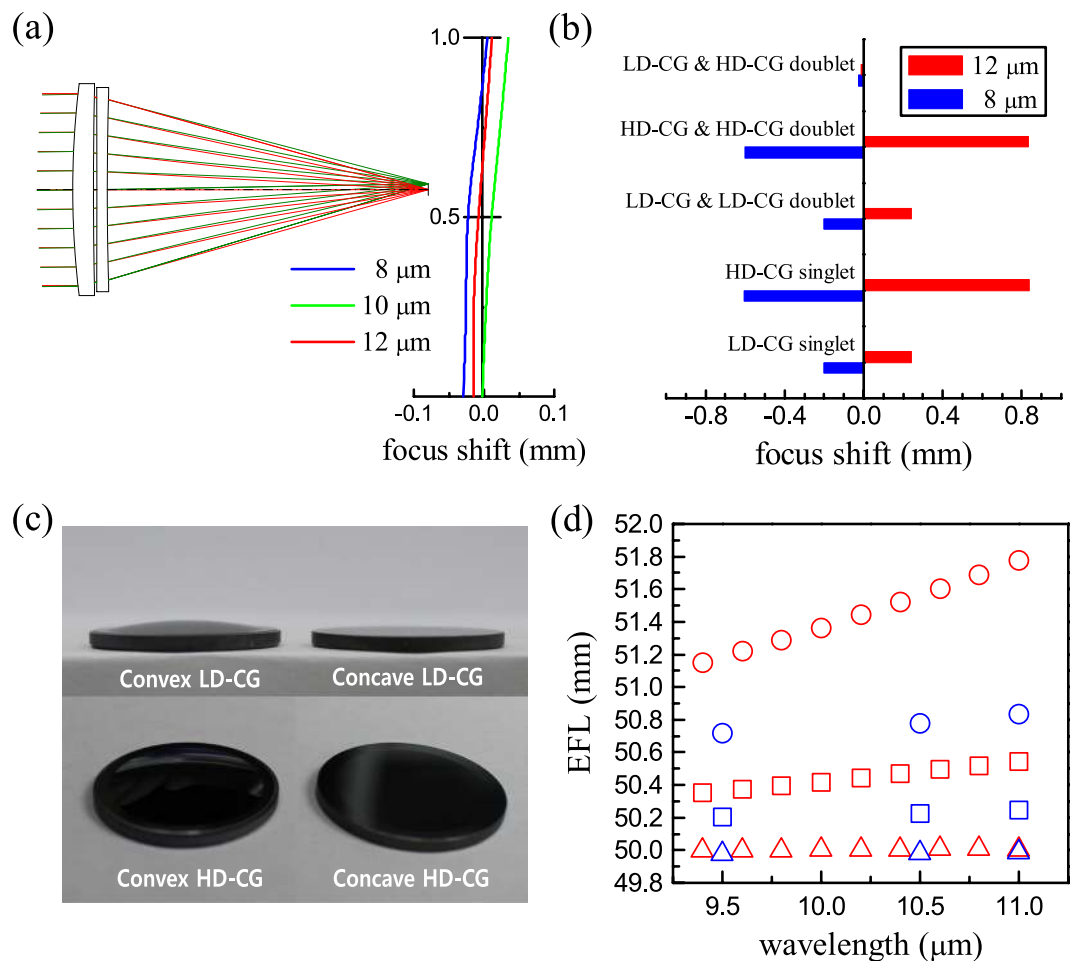 (a)
1.0
0.5
8 μm
10 μm
12 μm
-0.1 0.0 0.1
focus shift (mm)
(b)
12 μm
8 μm
LD-CG & HD-CG doublet
HD-CG & HD-CG doublet
LD-CG & LD-CG doublet
HD-CG singlet
LD-CG singlet
-0.8 -0.4 0.0 0.4 0.8
focus shift (mm)
(c)
Convex LD-CG Concave LD-CG
Convex HD-CG Concave HD-CG
(d)
52.0
51.8
51.6
51.4
51.2
51.0
50.8
50.6
50.4
50.2
50.0
49.8
EFL (mm)
9.5 10.0 10.5 11.0
wavelength (μm)